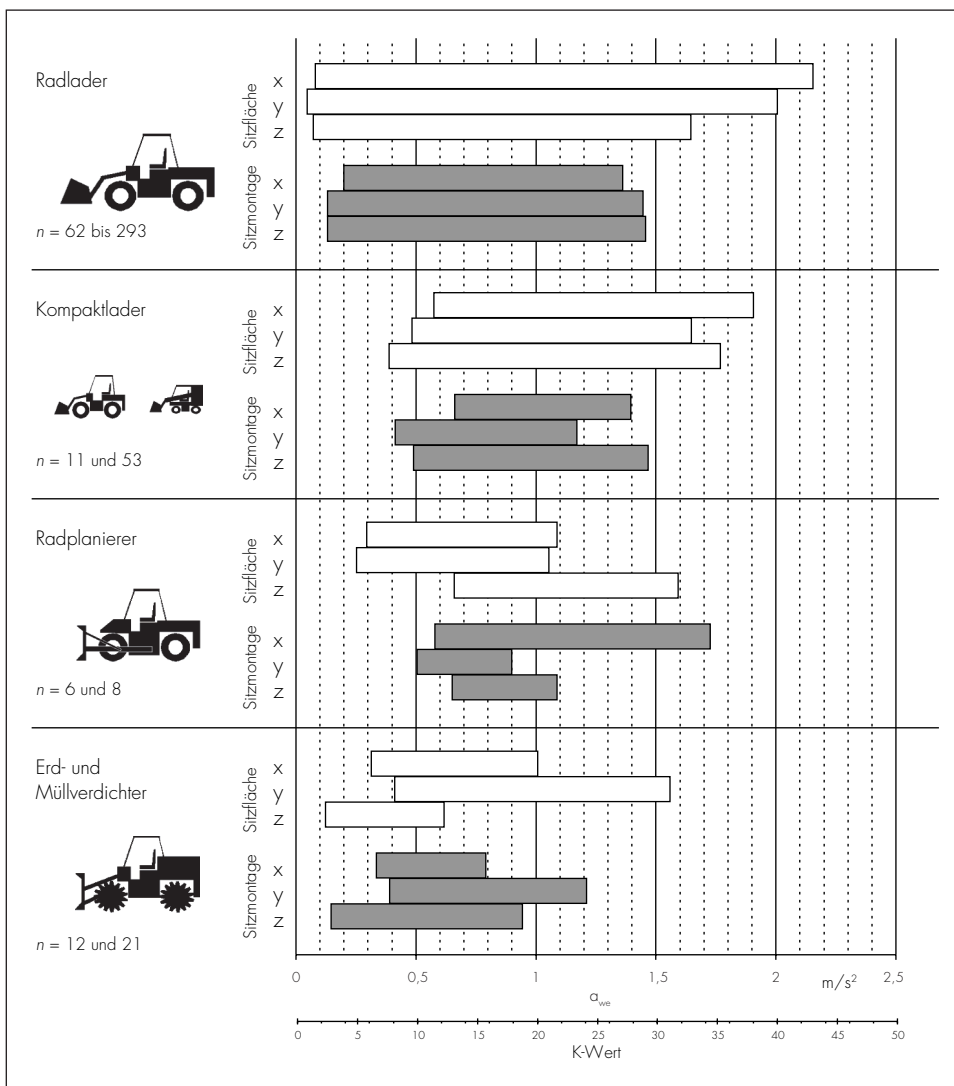 Radlader
Sitzfläche
x
y
z
Sitzmontage
x
y
z
n = 62 bis 293
Kompaktlader
Sitzfläche
x
y
z
Sitzmontage
x
y
z
n = 11 und 53
Radplanierer
Sitzfläche
x
y
z
Sitzmontage
x
y
z
n = 6 und 8
Erd- und
Müllverdichter
Sitzfläche
x
y
z
Sitzmontage
x
y
z
n = 12 und 21
0 0,5 1 1,5 2 m/s² 2,5
a_we
0 5 10 15 20 25 30 35 40 45 50
K-Wert